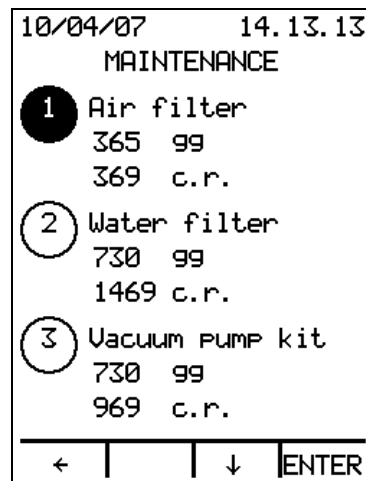 10/04/07 14.13.13
MAINTENANCE
1 Air filter
365 gg
369 c.r.
2 Water filter
730 gg
1469 c.r.
3 Vacuum pump kit
730 gg
969 c.r.
← ↓ ENTER